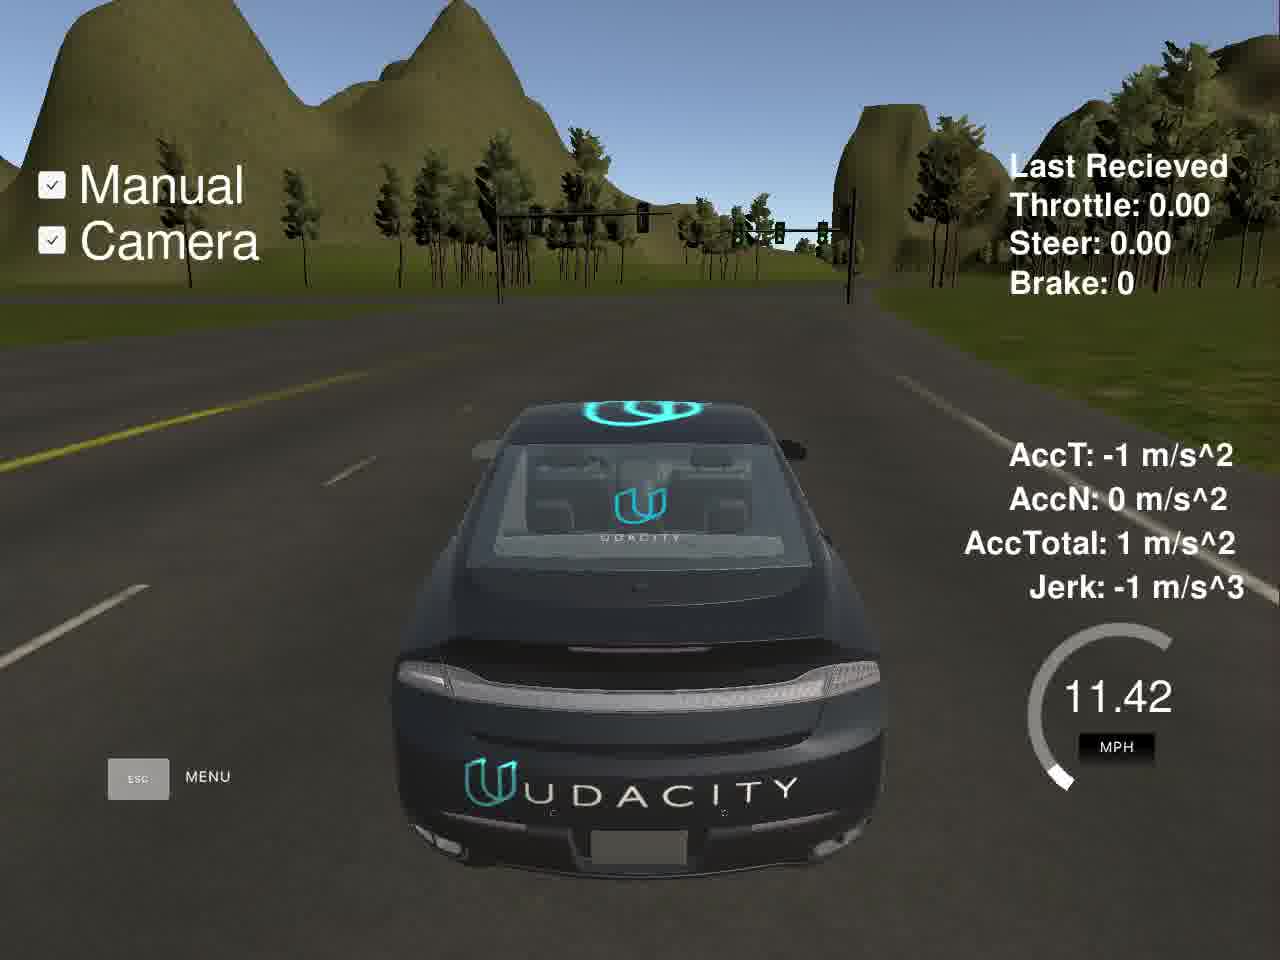 Manual
Camera
Last Recieved
Throttle: 0.00
Steer: 0.00
Brake: 0
AccT: -1 m/s^2
AccN: 0 m/s^2
AccTotal: 1 m/s^2
Jerk: -1 m/s^3
UDACITY
11.42
MPH
ESC MENU
UDACITY